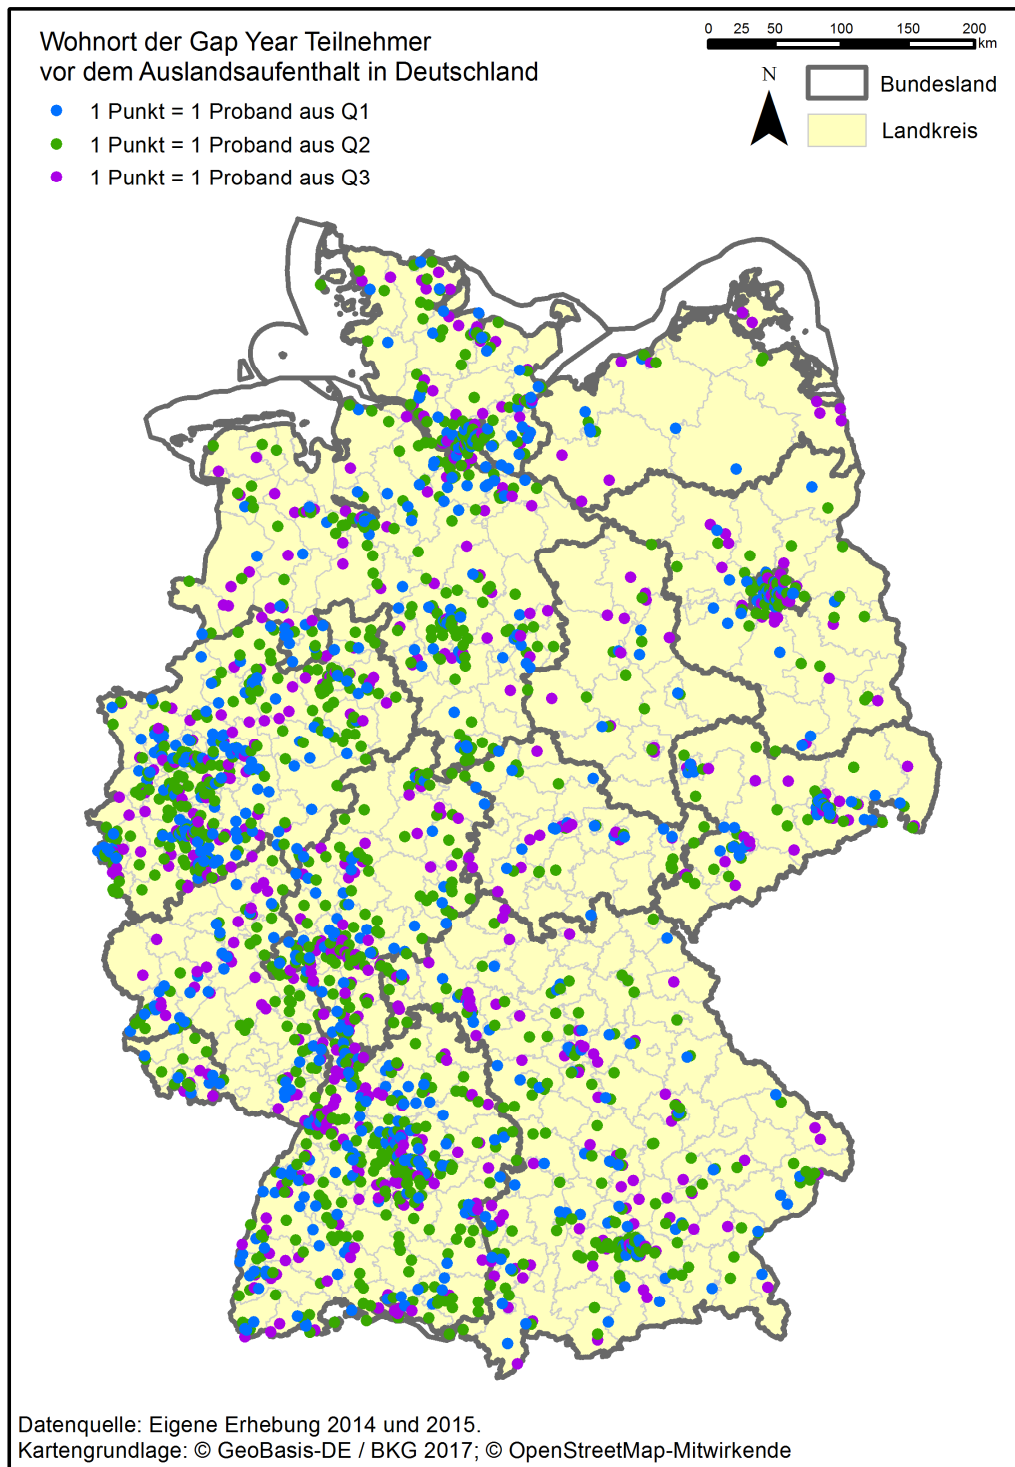 Wohnort der Gap Year Teilnehmer
vor dem Auslandsaufenthalt in Deutschland
1 Punkt = 1 Proband aus Q1
1 Punkt = 1 Proband aus Q2
1 Punkt = 1 Proband aus Q3
0 25 50 100 150 200
km
N
Bundesland
Landkreis
Datenquelle: Eigene Erhebung 2014 und 2015.
Kartengrundlage: © GeoBasis-DE / BKG 2017; © OpenStreetMap-Mitwirkende